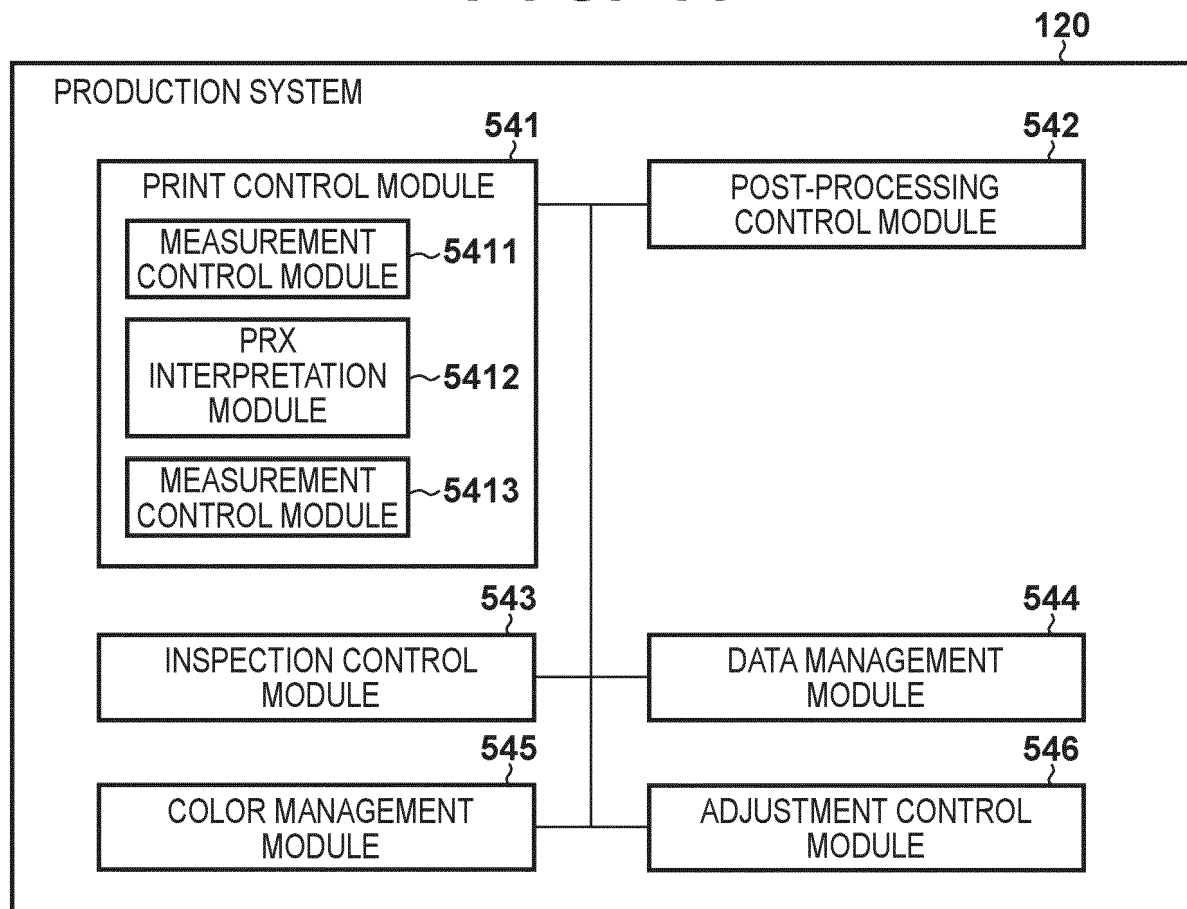 120
PRODUCTION SYSTEM
541
PRINT CONTROL MODULE
MEASUREMENT
CONTROL MODULE
5411
PRX
INTERPRETATION
MODULE
5412
MEASUREMENT
CONTROL MODULE
5413
542
POST-PROCESSING
CONTROL MODULE
543
INSPECTION CONTROL
MODULE
544
DATA MANAGEMENT
MODULE
545
COLOR MANAGEMENT
MODULE
546
ADJUSTMENT CONTROL
MODULE